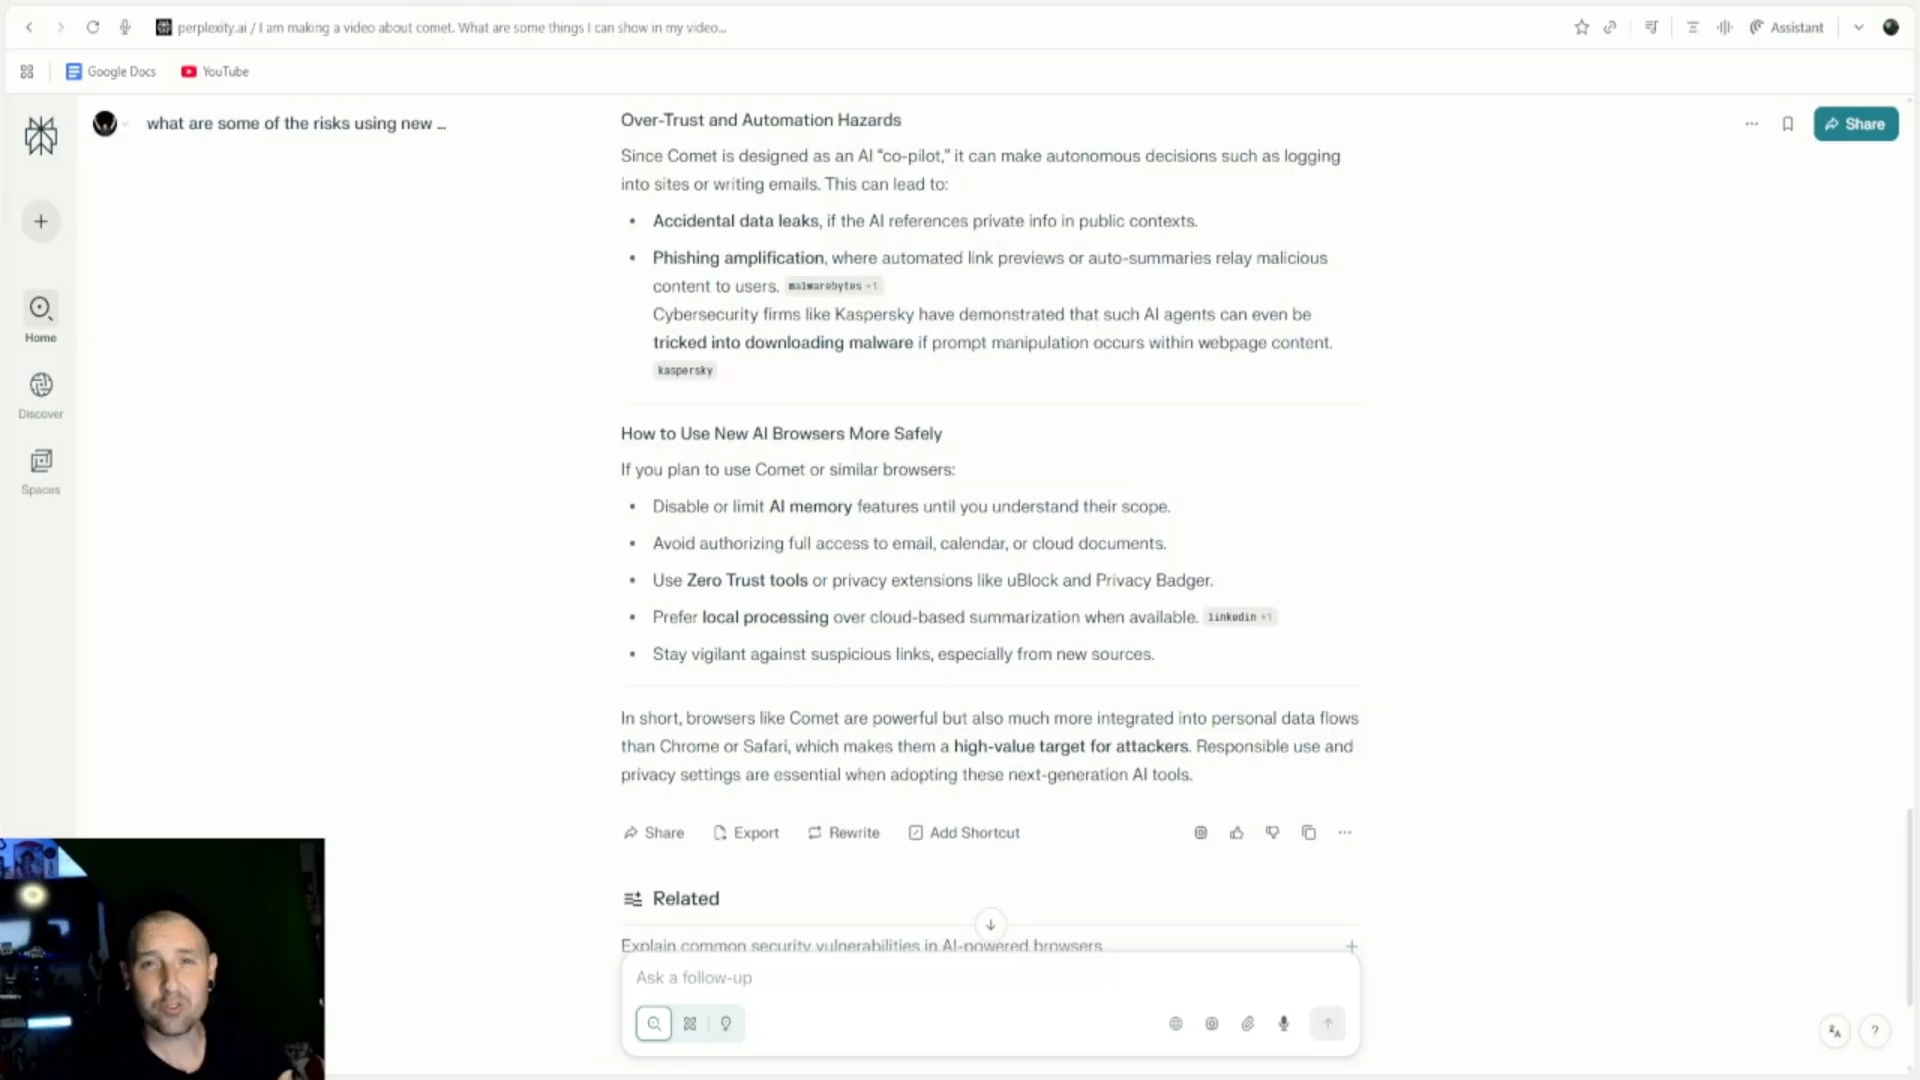 perplexity.ai / I am making a video about comet. What are some things I can show in my video...
Assistant
Google Docs
YouTube
what are some of the risks using new ...
Share
Home
Discover
Spaces
Over-Trust and Automation Hazards
Since Comet is designed as an AI “co-pilot,” it can make autonomous decisions such as logging
into sites or writing emails. This can lead to:
• Accidental data leaks, if the AI references private info in public contexts.
• Phishing amplification, where automated link previews or auto-summaries relay malicious
content to users. malwarebytes +1
Cybersecurity firms like Kaspersky have demonstrated that such AI agents can even be
tricked into downloading malware if prompt manipulation occurs within webpage content.
kaspersky
How to Use New AI Browsers More Safely
If you plan to use Comet or similar browsers:
• Disable or limit AI memory features until you understand their scope.
• Avoid authorizing full access to email, calendar, or cloud documents.
• Use Zero Trust tools or privacy extensions like uBlock and Privacy Badger.
• Prefer local processing over cloud-based summarization when available. linkedin +1
• Stay vigilant against suspicious links, especially from new sources.
In short, browsers like Comet are powerful but also much more integrated into personal data flows
than Chrome or Safari, which makes them a high-value target for attackers. Responsible use and
privacy settings are essential when adopting these next-generation AI tools.
Share Export Rewrite Add Shortcut
Related
Explain common security vulnerabilities in AI-powered browsers
Ask a follow-up